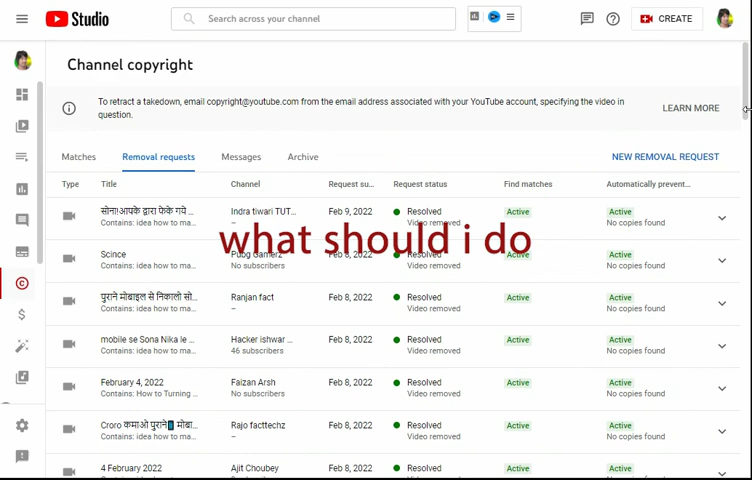 Studio
Search across your channel
CREATE
Channel copyright
To retract a takedown, email copyright@youtube.com from the email address associated with your YouTube account, specifying the video in
question.
LEARN MORE
Matches Removal requests Messages Archive NEW REMOVAL REQUEST
Type Title Channel Request su... Request status Find matches Automatically prevent...
सोना!आपके द्वारा फेके गये ... Indra tiwari TUT... Feb 9, 2022 Resolved Active Active
Contains: idea how to ma... – Video removed No copies found
what should i do
Scince Pubg Gamerz Feb 8, 2022 Resolved Active Active
Contains: idea how to ma... No subscribers Video removed No copies found
पुराने मोबाइल से निकालो सो... Ranjan fact Feb 8, 2022 Resolved Active Active
Contains: idea how to ma... – Video removed No copies found
mobile se Sona Nika le ... Hacker ishwar ... Feb 8, 2022 Resolved Active Active
Contains: idea how to ma... 46 subscribers Video removed No copies found
February 4, 2022 Faizan Arsh Feb 8, 2022 Resolved Active Active
Contains: How to Turning ... No subscribers Video removed No copies found
Croro कमाओ पुराने मोबा... Rajo facttechz Feb 8, 2022 Resolved Active Active
Contains: idea how to ma... – Video removed No copies found
4 February 2022 Ajit Choubey Feb 8, 2022 Resolved Active Active